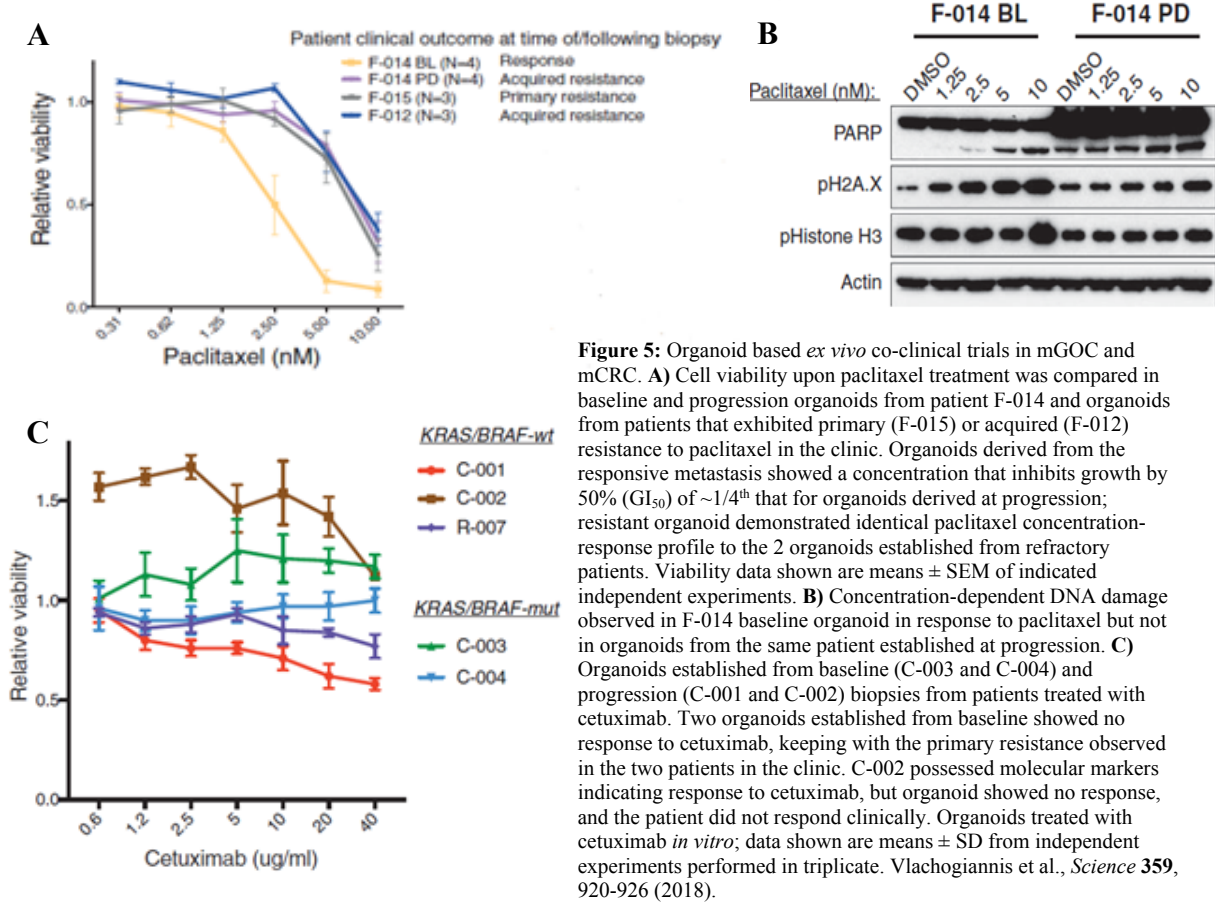 A
Patient clinical outcome at time of/following biopsy
F-014 BL (N=4) Response
F-014 PD (N=4) Acquired resistance
F-015 (N=3) Primary resistance
F-012 (N=3) Acquired resistance
Relative viability
1.0
0.5
0.0
0.31
0.62
1.25
2.50
5.00
10.00
Paclitaxel (nM)
B
F-014 BL
F-014 PD
Paclitaxel (nM):
DMSO
1.25
2.5
5
10
DMSO
1.25
2.5
5
10
PARP
pH2A.X
pHistone H3
Actin
C
KRAS/BRAF-wt
C-001
C-002
R-007
KRAS/BRAF-mut
C-003
C-004
Relative viability
1.5
1.0
0.5
0.0
0.6
1.2
2.5
5
10
20
40
Cetuximab (ug/ml)
Figure 5: Organoid based ex vivo co-clinical trials in mGOC and
mCRC. A) Cell viability upon paclitaxel treatment was compared in
baseline and progression organoids from patient F-014 and organoids
from patients that exhibited primary (F-015) or acquired (F-012)
resistance to paclitaxel in the clinic. Organoids derived from the
responsive metastasis showed a concentration that inhibits growth by
50% (GI50) of ~1/4th that for organoids derived at progression;
resistant organoid demonstrated identical paclitaxel concentration-
response profile to the 2 organoids established from refractory
patients. Viability data shown are means ± SEM of indicated
independent experiments. B) Concentration-dependent DNA damage
observed in F-014 baseline organoid in response to paclitaxel but not
in organoids from the same patient established at progression. C)
Organoids established from baseline (C-003 and C-004) and
progression (C-001 and C-002) biopsies from patients treated with
cetuximab. Two organoids established from baseline showed no
response to cetuximab, keeping with the primary resistance observed
in the two patients in the clinic. C-002 possessed molecular markers
indicating response to cetuximab, but organoid showed no response,
and the patient did not respond clinically. Organoids treated with
cetuximab in vitro; data shown are means ± SD from independent
experiments performed in triplicate. Vlachogiannis et al., Science 359,
920-926 (2018).